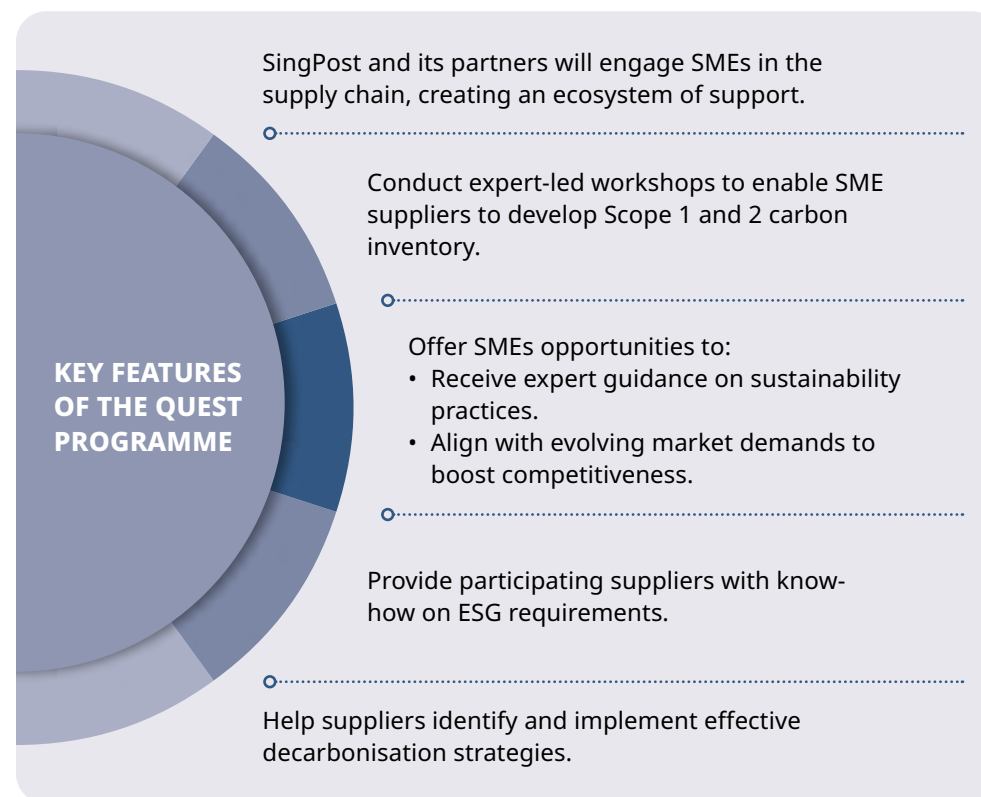 SingPost and its partners will engage SMEs in the
supply chain, creating an ecosystem of support.
Conduct expert-led workshops to enable SME
suppliers to develop Scope 1 and 2 carbon
inventory.
KEY FEATURES
OF THE QUEST
PROGRAMME
Offer SMEs opportunities to:
• Receive expert guidance on sustainability
practices.
• Align with evolving market demands to
boost competitiveness.
Provide participating suppliers with know-
how on ESG requirements.
Help suppliers identify and implement effective
decarbonisation strategies.